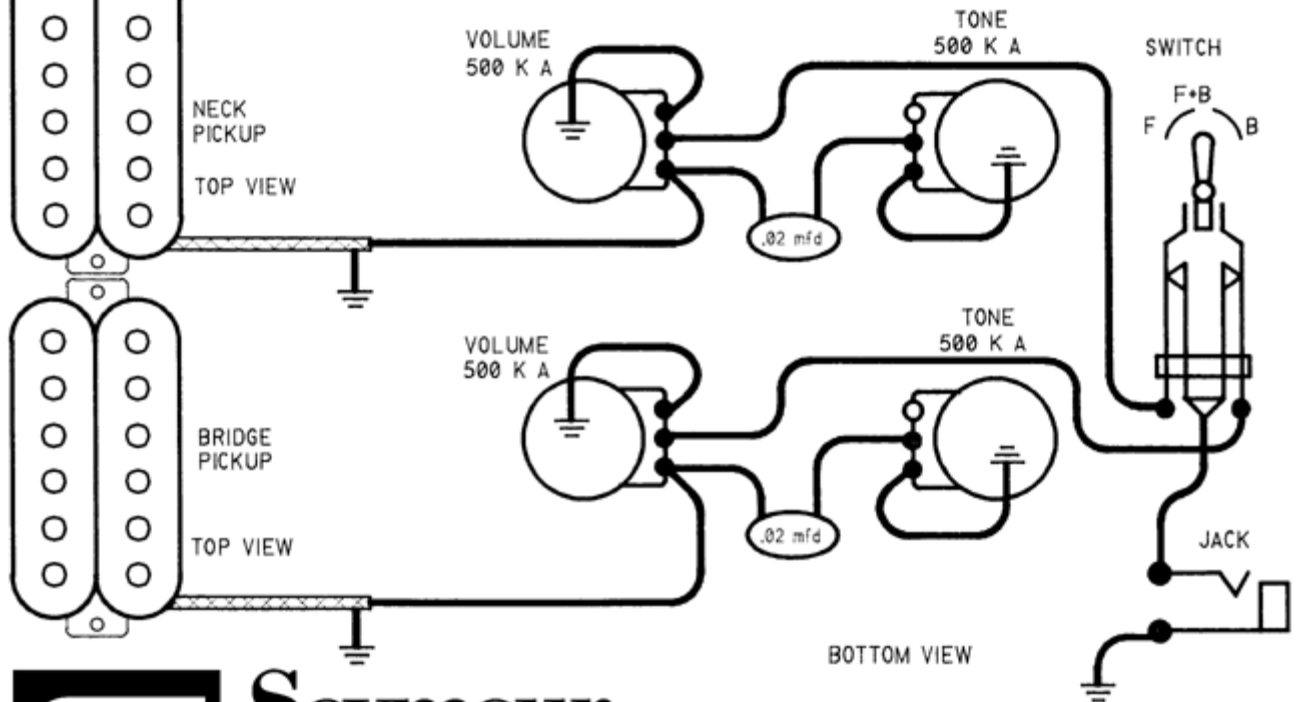 VOLUME
500 K A
TONE
500 K A
SWITCH
F+B
F
B
NECK
PICKUP
TOP VIEW
.02 mfd
VOLUME
500 K A
TONE
500 K A
BRIDGE
PICKUP
TOP VIEW
.02 mfd
JACK
BOTTOM VIEW